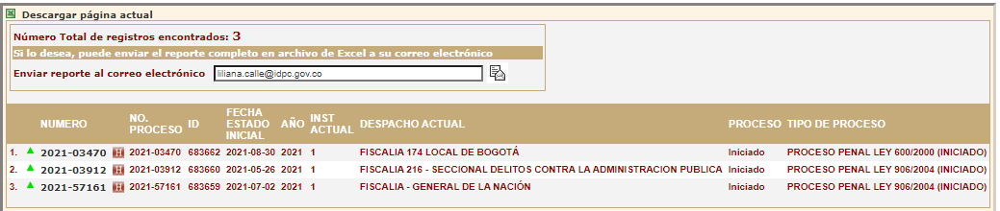 Descargar página actual
Número Total de registros encontrados: 3
Si lo desea, puede enviar el reporte completo en archivo de Excel a su correo electrónico
Enviar reporte al correo electrónico liliana.calle@idpc.gov.co
NUMERO NO. PROCESO ID FECHA ESTADO INICIAL AÑO INST ACTUAL DESPACHO ACTUAL PROCESO TIPO DE PROCESO
1. 2021-03470 H 2021-03470 683662 2021-08-30 2021 1 FISCALIA 174 LOCAL DE BOGOTÁ Iniciado PROCESO PENAL LEY 600/2000 (INICIADO)
2. 2021-03912 H 2021-03912 683660 2021-05-26 2021 1 FISCALIA 216 - SECCIONAL DELITOS CONTRA LA ADMINISTRACION PUBLICA Iniciado PROCESO PENAL LEY 906/2004 (INICIADO)
3. 2021-57161 H 2021-57161 683659 2021-07-02 2021 1 FISCALIA - GENERAL DE LA NACIÓN Iniciado PROCESO PENAL LEY 906/2004 (INICIADO)